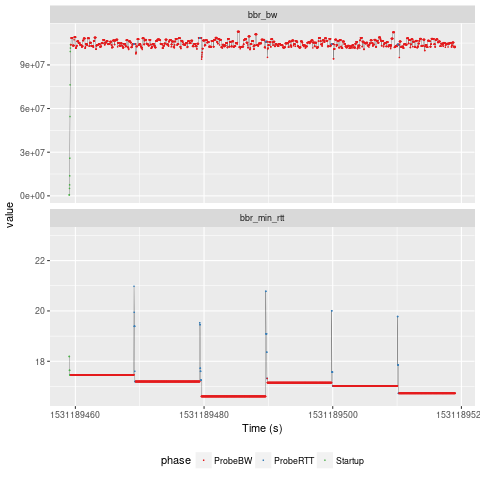 bbr_bw
9e+07
6e+07
3e+07
0e+00
value
bbr_min_rtt
22
20
18
1531189460 1531189480 1531189500 153118952
Time (s)
phase ProbeBW ProbeRTT Startup